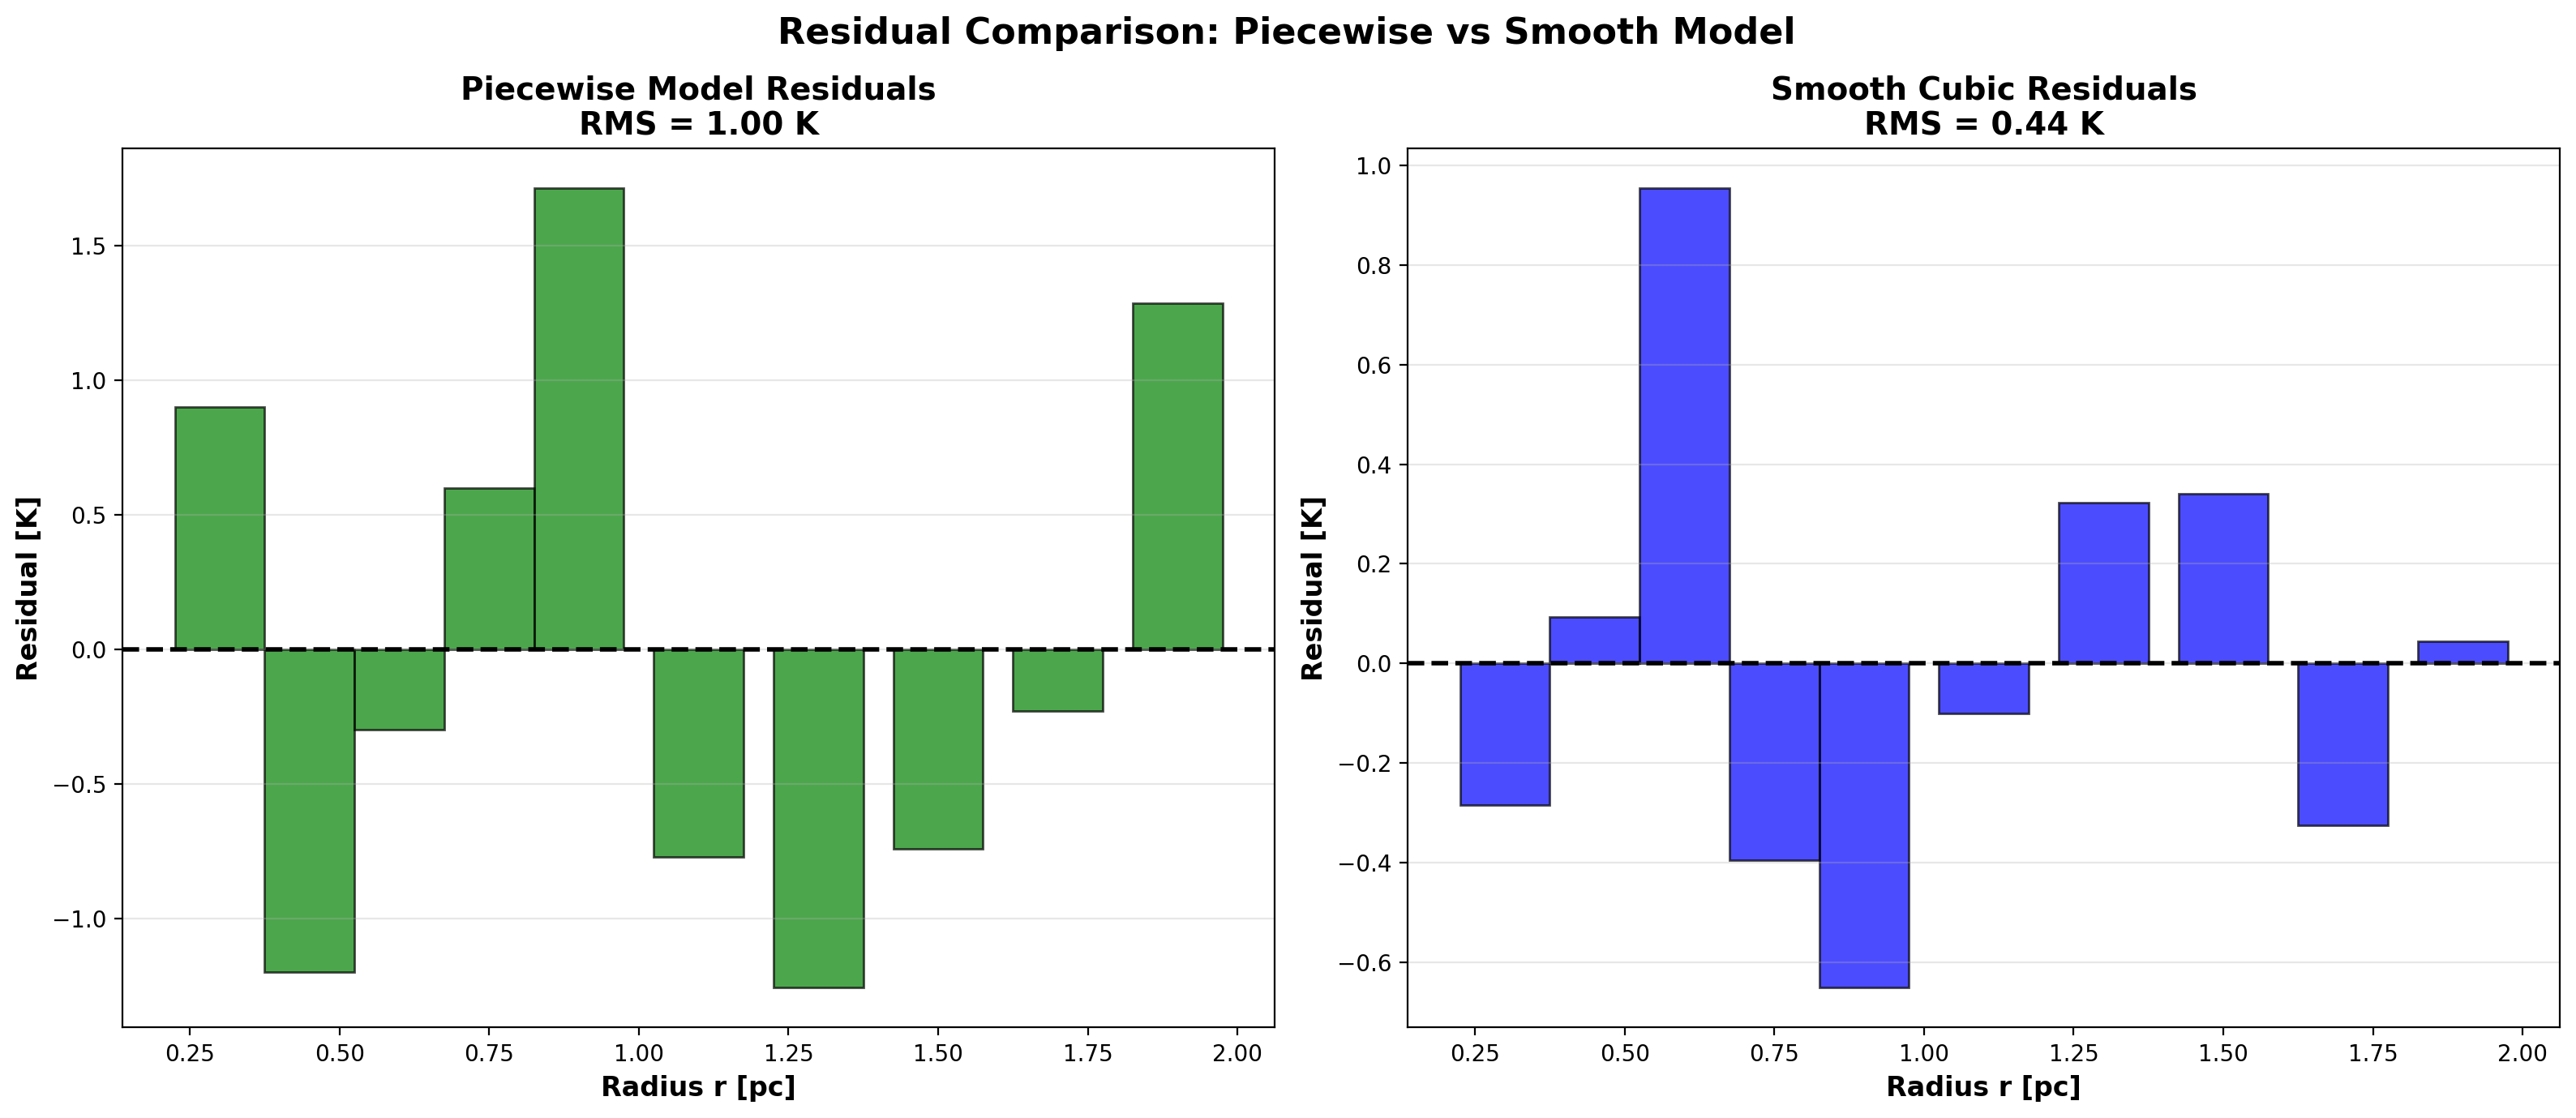 Residual Comparison: Piecewise vs Smooth Model
Piecewise Model Residuals
RMS = 1.00 K
Residual [K]
1.5
1.0
0.5
0.0
−0.5
−1.0
0.25 0.50 0.75 1.00 1.25 1.50 1.75 2.00
Radius r [pc]
Smooth Cubic Residuals
RMS = 0.44 K
Residual [K]
1.0
0.8
0.6
0.4
0.2
0.0
−0.2
−0.4
−0.6
0.25 0.50 0.75 1.00 1.25 1.50 1.75 2.00
Radius r [pc]